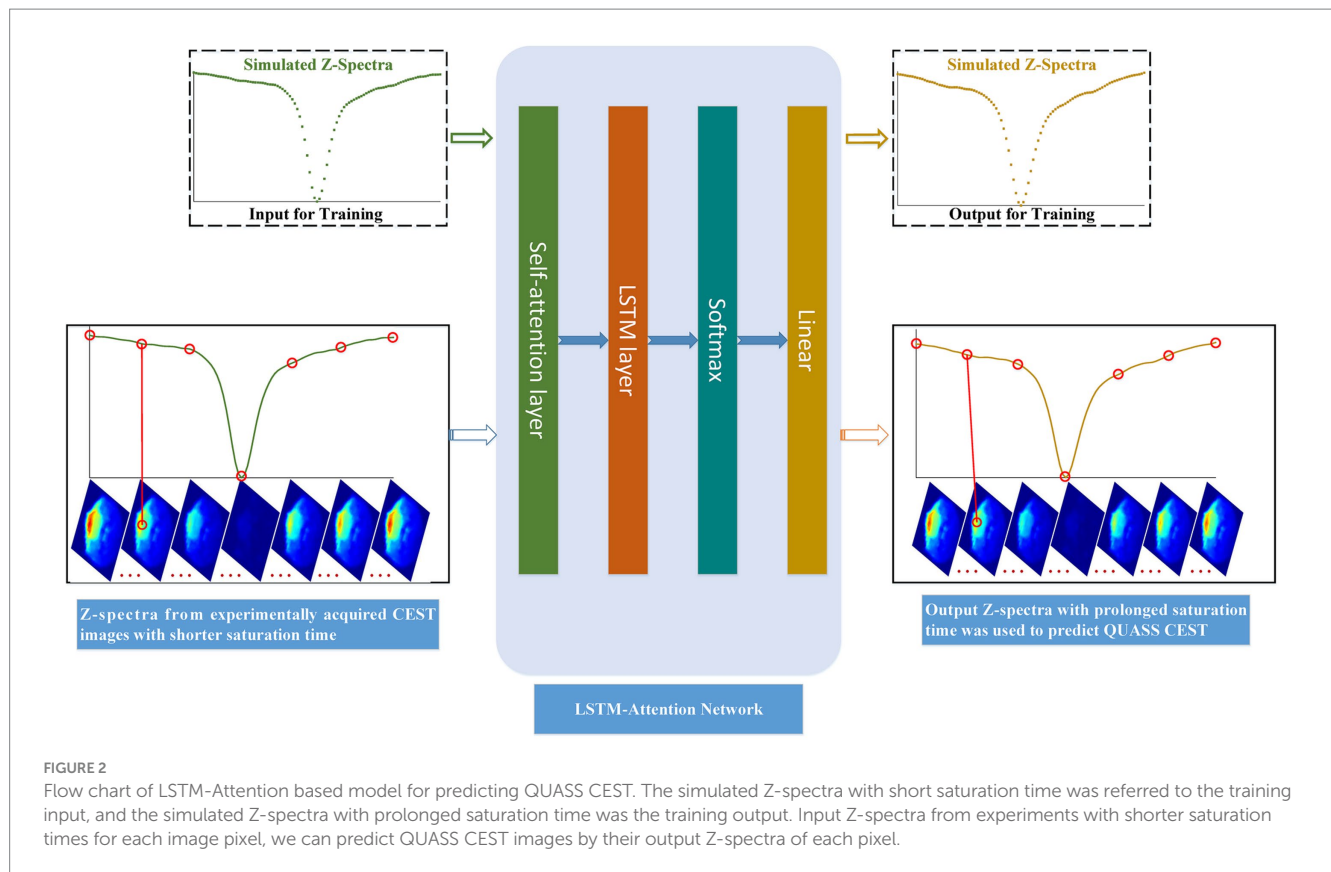 Simulated Z-Spectra
Input for Training
Simulated Z-Spectra
Output for Training
Self-attention layer
LSTM layer
Softmax
Linear
Z-spectra from experimentally acquired CEST
images with shorter saturation time
Output Z-spectra with prolonged saturation
time was used to predict QUASS CEST
LSTM-Attention Network
FIGURE 2
Flow chart of LSTM-Attention based model for predicting QUASS CEST. The simulated Z-spectra with short saturation time was referred to the training
input, and the simulated Z-spectra with prolonged saturation time was the training output. Input Z-spectra from experiments with shorter saturation
times for each image pixel, we can predict QUASS CEST images by their output Z-spectra of each pixel.